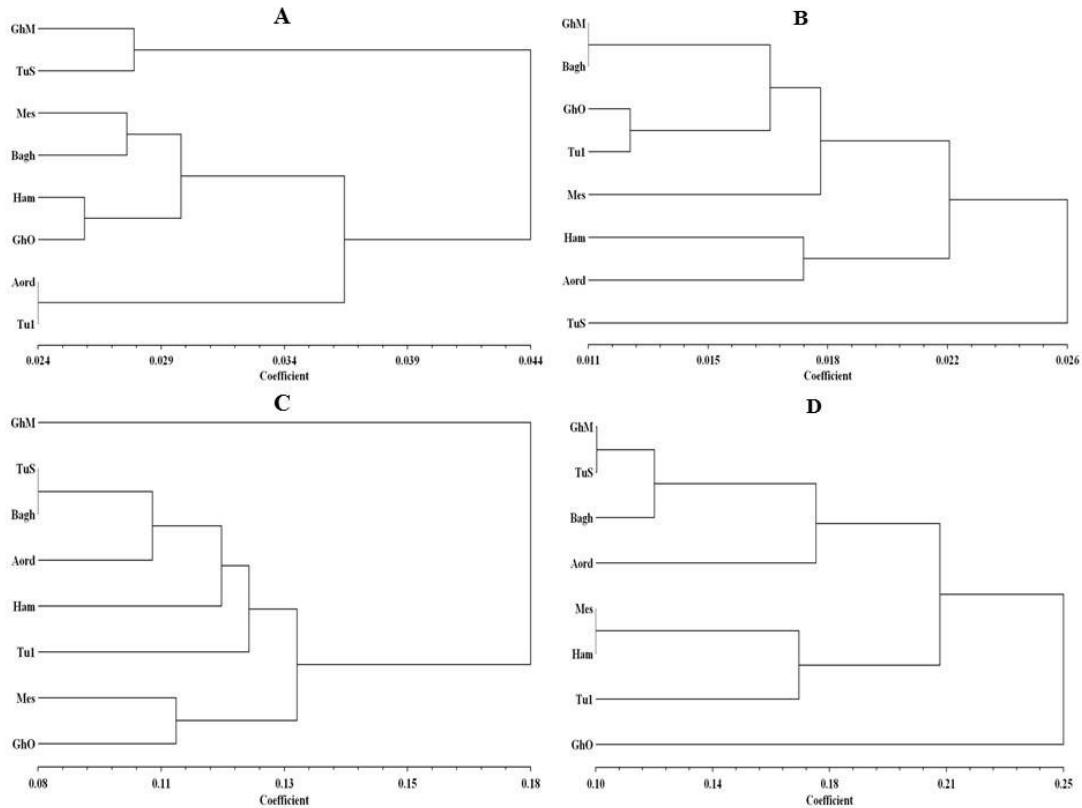 A
GhM
TuS
Mes
Bagh
Ham
GhO
Aord
Tu1
0.024 0.029 0.034 0.039 0.044
Coefficient
B
GhM
Bagh
GhO
Tu1
Mes
Ham
Aord
TuS
0.011 0.015 0.018 0.022 0.026
Coefficient
C
GhM
TuS
Bagh
Aord
Ham
Tu1
Mes
GhO
0.08 0.11 0.13 0.15 0.18
Coefficient
D
GhM
TuS
Bagh
Aord
Mes
Ham
Tu1
GhO
0.10 0.14 0.18 0.21 0.25
Coefficient